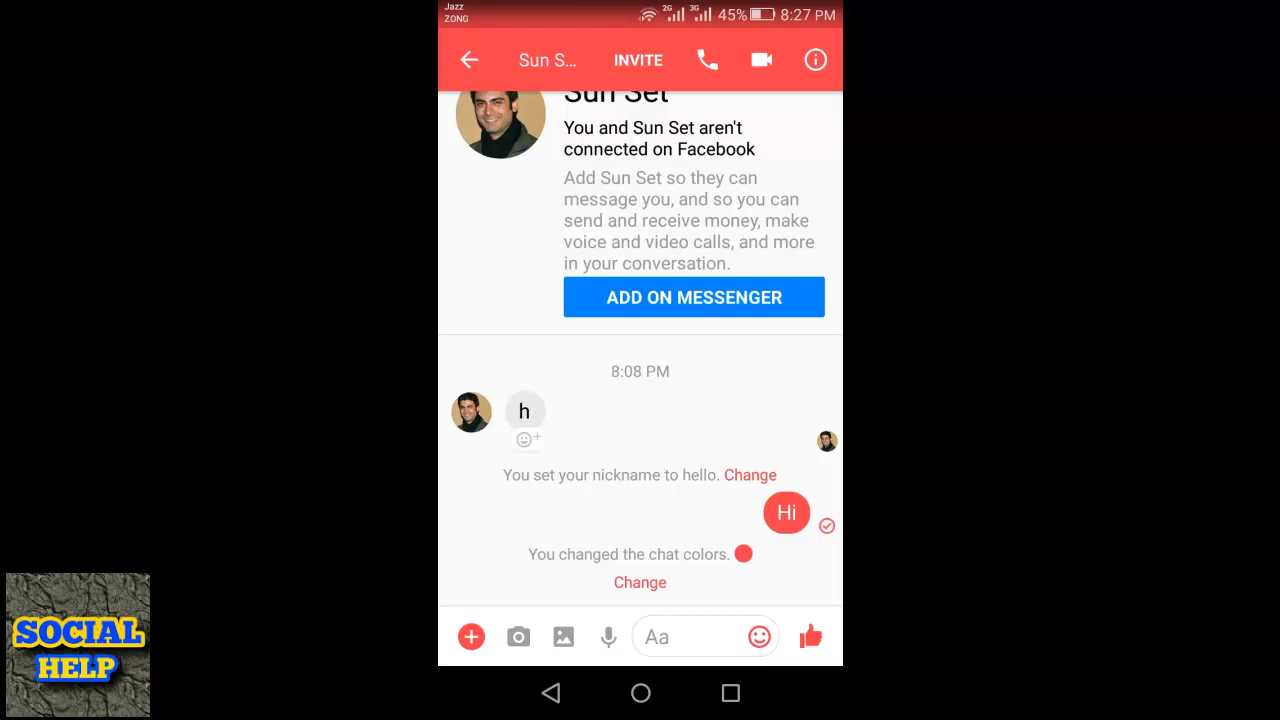 Jazz
ZONG
2G 3G 45% 8:27 PM
Sun S... INVITE
Sun Set
You and Sun Set aren't
connected on Facebook
Add Sun Set so they can
message you, and so you can
send and receive money, make
voice and video calls, and more
in your conversation.
ADD ON MESSENGER
8:08 PM
h
You set your nickname to hello. Change
Hi
You changed the chat colors.
Change
Aa
SOCIAL
HELP